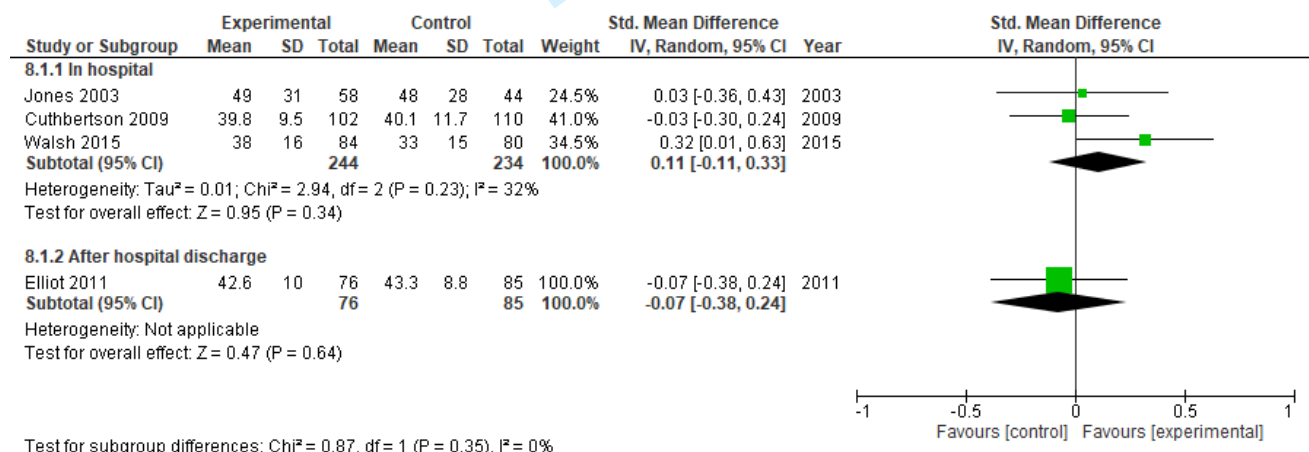 Experimental Control Std. Mean Difference Std. Mean Difference
Study or Subgroup Mean SD Total Mean SD Total Weight IV, Random, 95% CI Year IV, Random, 95% CI
8.1.1 In hospital
Jones 2003 49 31 58 48 28 44 24.5% 0.03 [-0.36, 0.43] 2003
Cuthbertson 2009 39.8 9.5 102 40.1 11.7 110 41.0% -0.03 [-0.30, 0.24] 2009
Walsh 2015 38 16 84 33 15 80 34.5% 0.32 [0.01, 0.63] 2015
Subtotal (95% CI) 244 234 100.0% 0.11 [-0.11, 0.33]
Heterogeneity: Tau² = 0.01; Chi² = 2.94, df = 2 (P = 0.23); I² = 32%
Test for overall effect: Z = 0.95 (P = 0.34)
8.1.2 After hospital discharge
Elliot 2011 42.6 10 76 43.3 8.8 85 100.0% -0.07 [-0.38, 0.24] 2011
Subtotal (95% CI) 76 85 100.0% -0.07 [-0.38, 0.24]
Heterogeneity: Not applicable
Test for overall effect: Z = 0.47 (P = 0.64)
-1 -0.5 0 0.5 1
Favours [control] Favours [experimental]
Test for subgroup differences: Chi² = 0.87, df = 1 (P = 0.35), I² = 0%